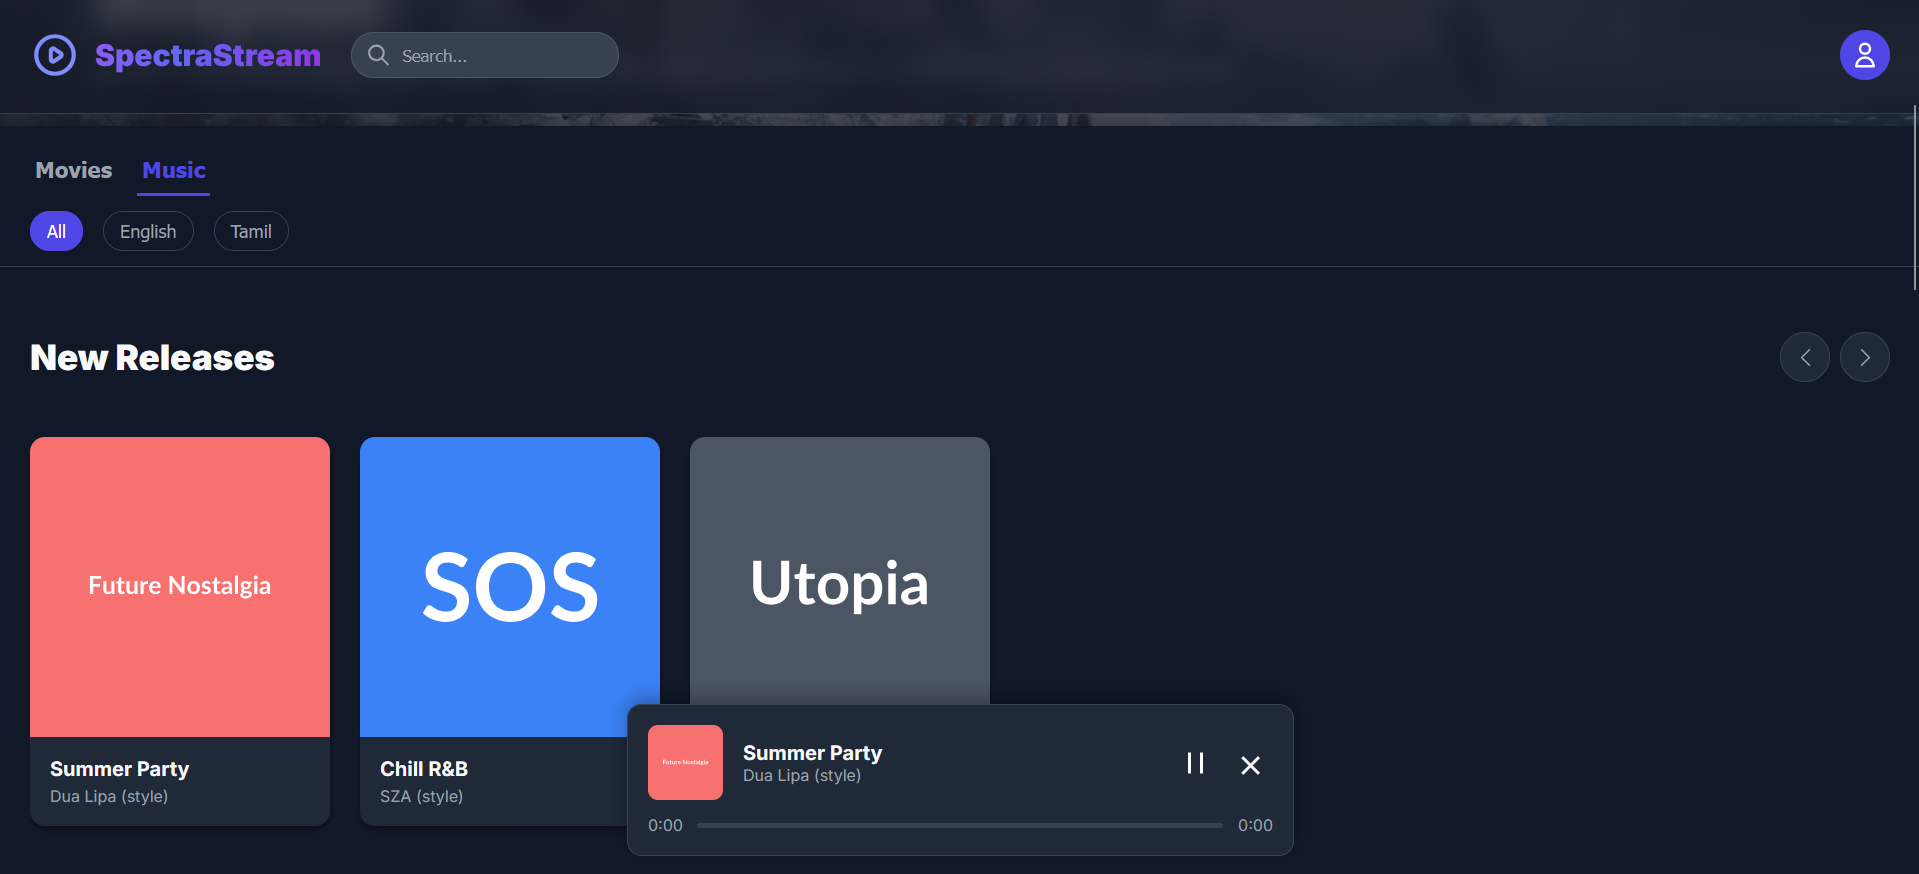 SpectraStream
Search...
Movies
Music
All
English
Tamil
New Releases
Future Nostalgia
SOS
Utopia
Summer Party
Dua Lipa (style)
Chill R&B
SZA (style)
Future Nostalgia
Summer Party
Dua Lipa (style)
0:00
0:00